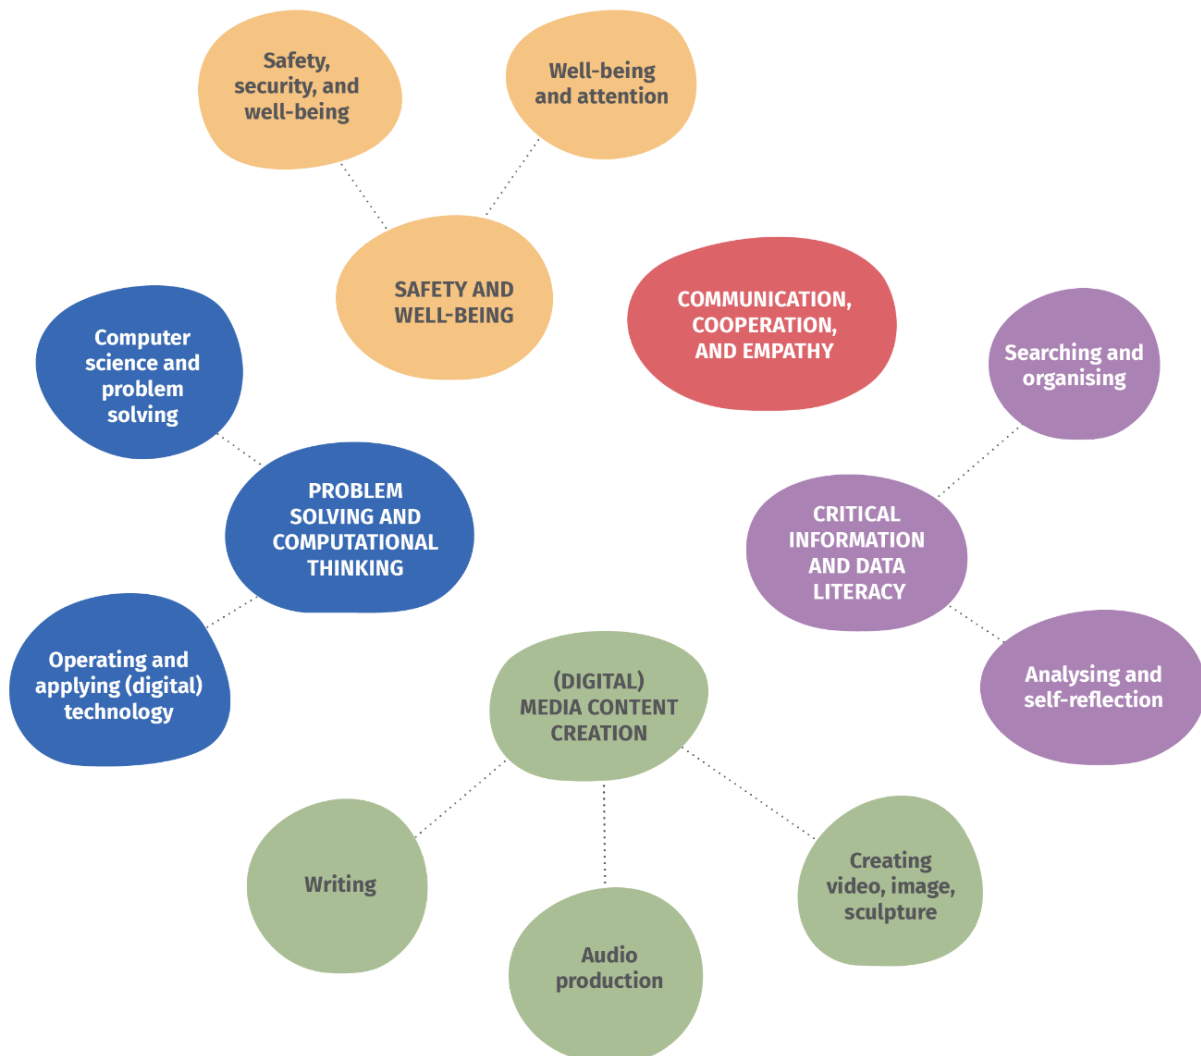 Safety,
security, and
well-being
Well-being
and attention
SAFETY AND
WELL-BEING
COMMUNICATION,
COOPERATION,
AND EMPATHY
Computer
science and
problem
solving
Searching and
organising
PROBLEM
SOLVING AND
COMPUTATIONAL
THINKING
CRITICAL
INFORMATION
AND DATA
LITERACY
Operating and
applying (digital)
technology
Analysing and
self-reflection
(DIGITAL)
MEDIA CONTENT
CREATION
Writing
Audio
production
Creating
video, image,
sculpture